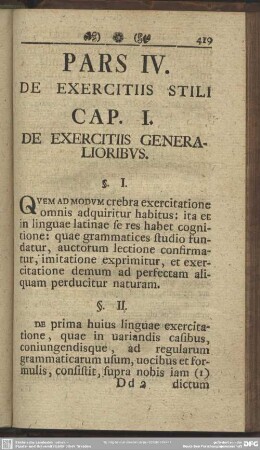 419
PARS IV.
DE EXERCITIIS STILI
CAP. I.
DE EXERCITIIS GENERA-
LIORIBVS.
§. I.
QVEM AD MODVM crebra exercitatione
omnis adquiritur habitus: ita et
in linguae latinae se res habet cogni-
tione: quae grammatices studio fun-
datur, auctorum lectione confirma-
tur, imitatione exprimitur, et exer-
citatione demum ad perfectam ali-
quam perducitur naturam.
§. II.
DE prima huius linguae exercita-
tione, quae in uariandis casibus,
coniungendisque, ad regularum
grammaticarum usum, uocibus et for-
mulis, consistit, supra nobis iam (1)
D d 2 dictum